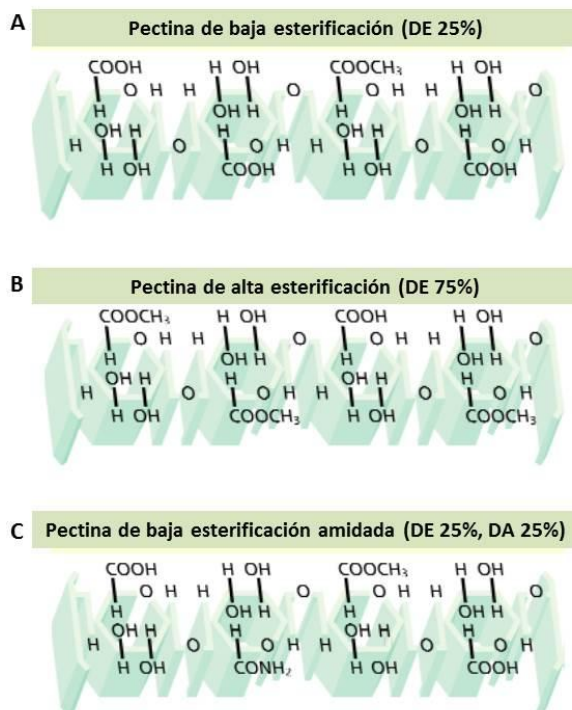 A
Pectina de baja esterificación (DE 25%)
COOH H OH COOCH₃ H OH
O H H O O H H O
H OH H H OH H
OH H H OH H H
H O O H H O O H
H OH COOH H OH COOH
B
Pectina de alta esterificación (DE 75%)
COOCH₃ H OH COOH H OH
O H H O O H H O
H OH H H OH H
OH H H OH H H
H O O H H O O H
H OH COOCH₃ H OH COOCH₃
C
Pectina de baja esterificación amidada (DE 25%, DA 25%)
COOH H OH COOCH₃ H OH
O H H O O H H O
H OH H H OH H
OH H H OH H H
H O O H H O O H
H OH CONH₂ H OH COOH